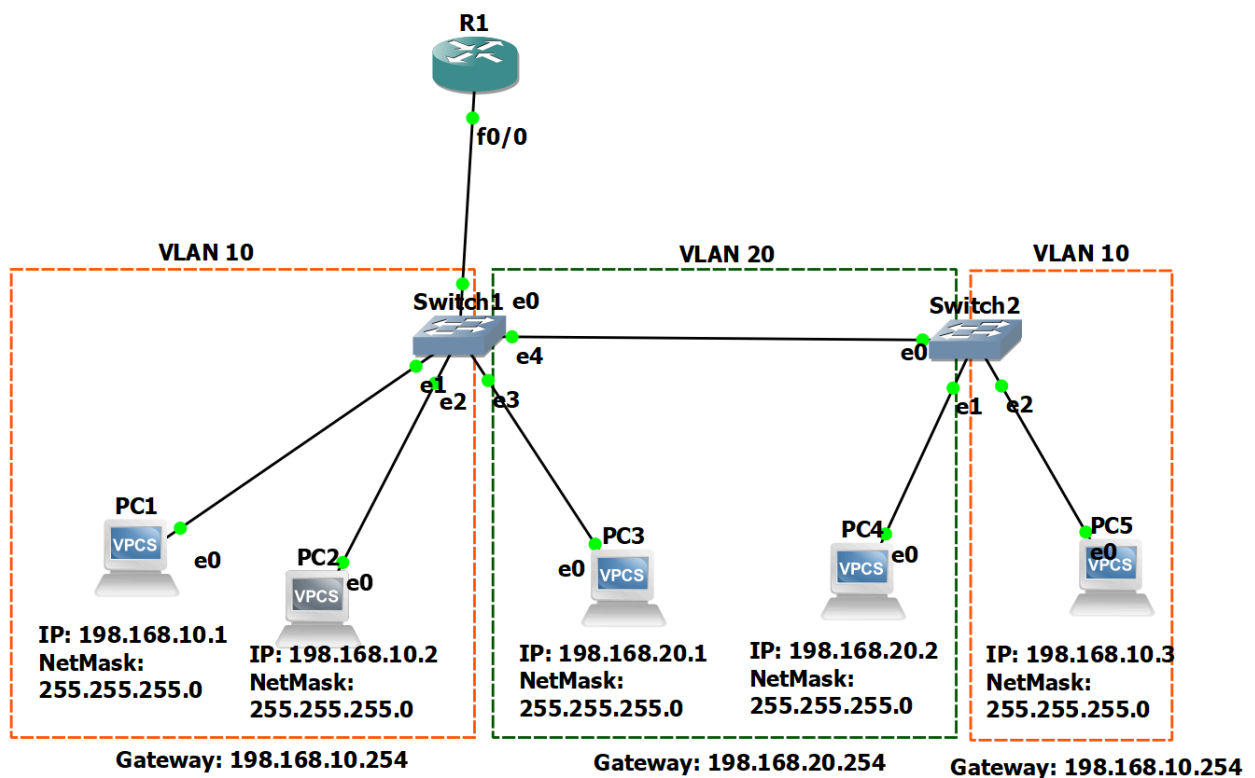 R1
f0/0
VLAN 10
VLAN 20
VLAN 10
Switch1 e0
Switch2
e4
e0
e1
e2
e3
e1
e2
PC1
VPCS
e0
PC2
VPCS
e0
PC3
VPCS
e0
PC4
VPCS
e0
PC5
VPCS
e0
IP: 198.168.10.1
NetMask:
255.255.255.0
IP: 198.168.10.2
NetMask:
255.255.255.0
IP: 198.168.20.1
NetMask:
255.255.255.0
IP: 198.168.20.2
NetMask:
255.255.255.0
IP: 198.168.10.3
NetMask:
255.255.255.0
Gateway: 198.168.10.254
Gateway: 198.168.20.254
Gateway: 198.168.10.254